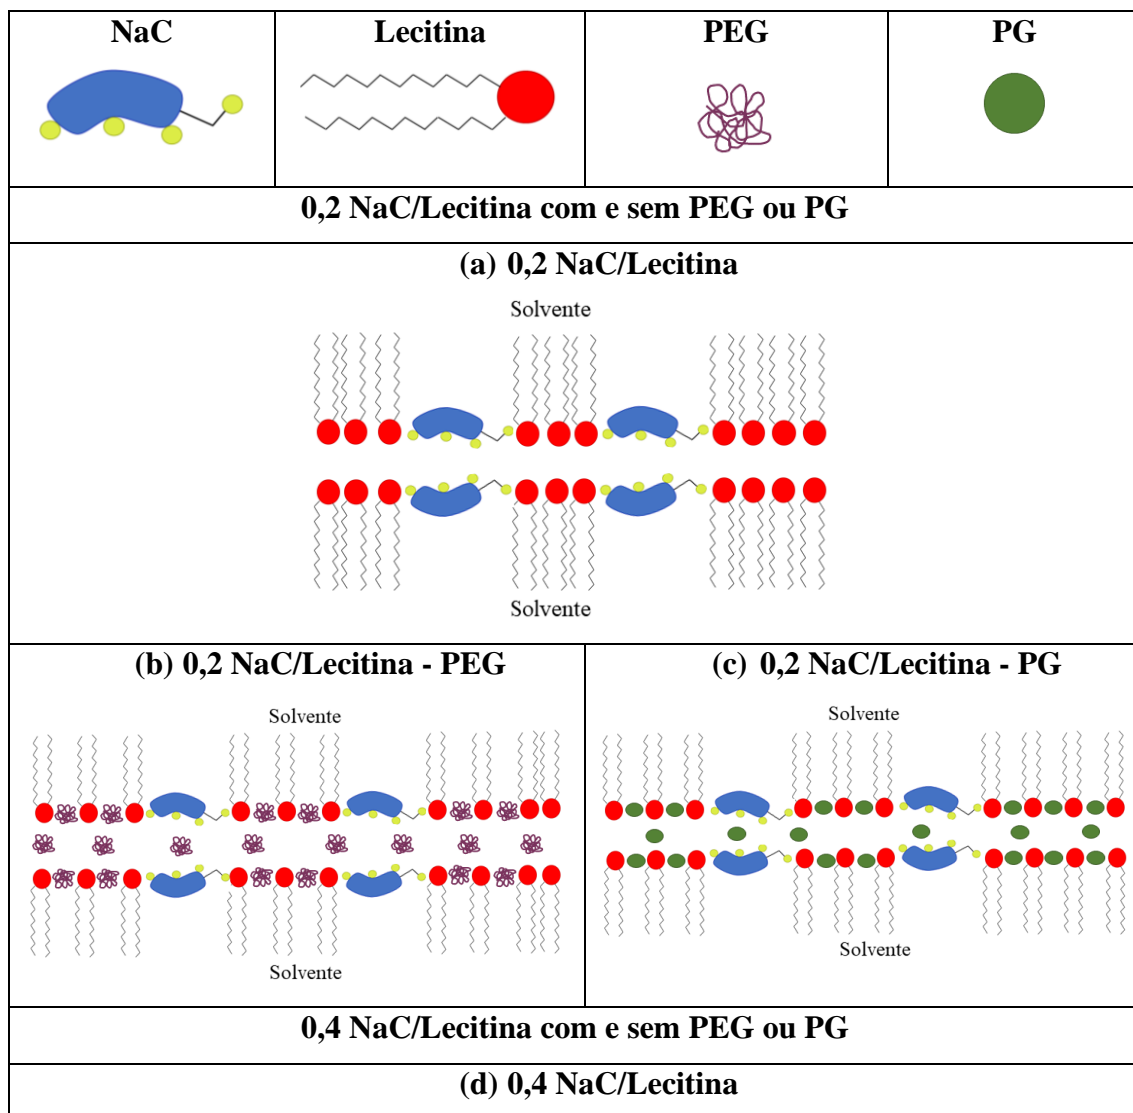 NaC
Lecitina
PEG
PG
0,2 NaC/Lecitina com e sem PEG ou PG
(a) 0,2 NaC/Lecitina
Solvente
Solvente
(b) 0,2 NaC/Lecitina - PEG
Solvente
Solvente
(c) 0,2 NaC/Lecitina - PG
Solvente
Solvente
0,4 NaC/Lecitina com e sem PEG ou PG
(d) 0,4 NaC/Lecitina